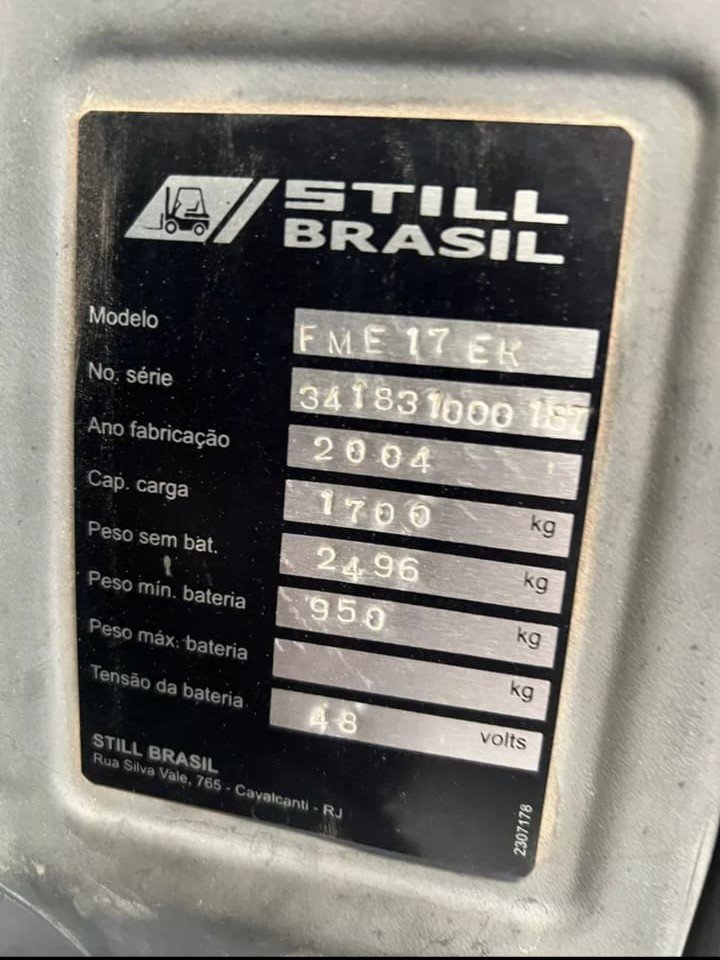 STILL
BRASIL
Modelo FME 17 EK
No. série 341831000187
Ano fabricação 2004
Cap. carga 1700 kg
Peso sem bat. 2496 kg
Peso mín. bateria 950 kg
Peso máx. bateria kg
Tensão da bateria 48 volts
STILL BRASIL
Rua Silva Vale, 765 - Cavalcanti - RJ
2307178